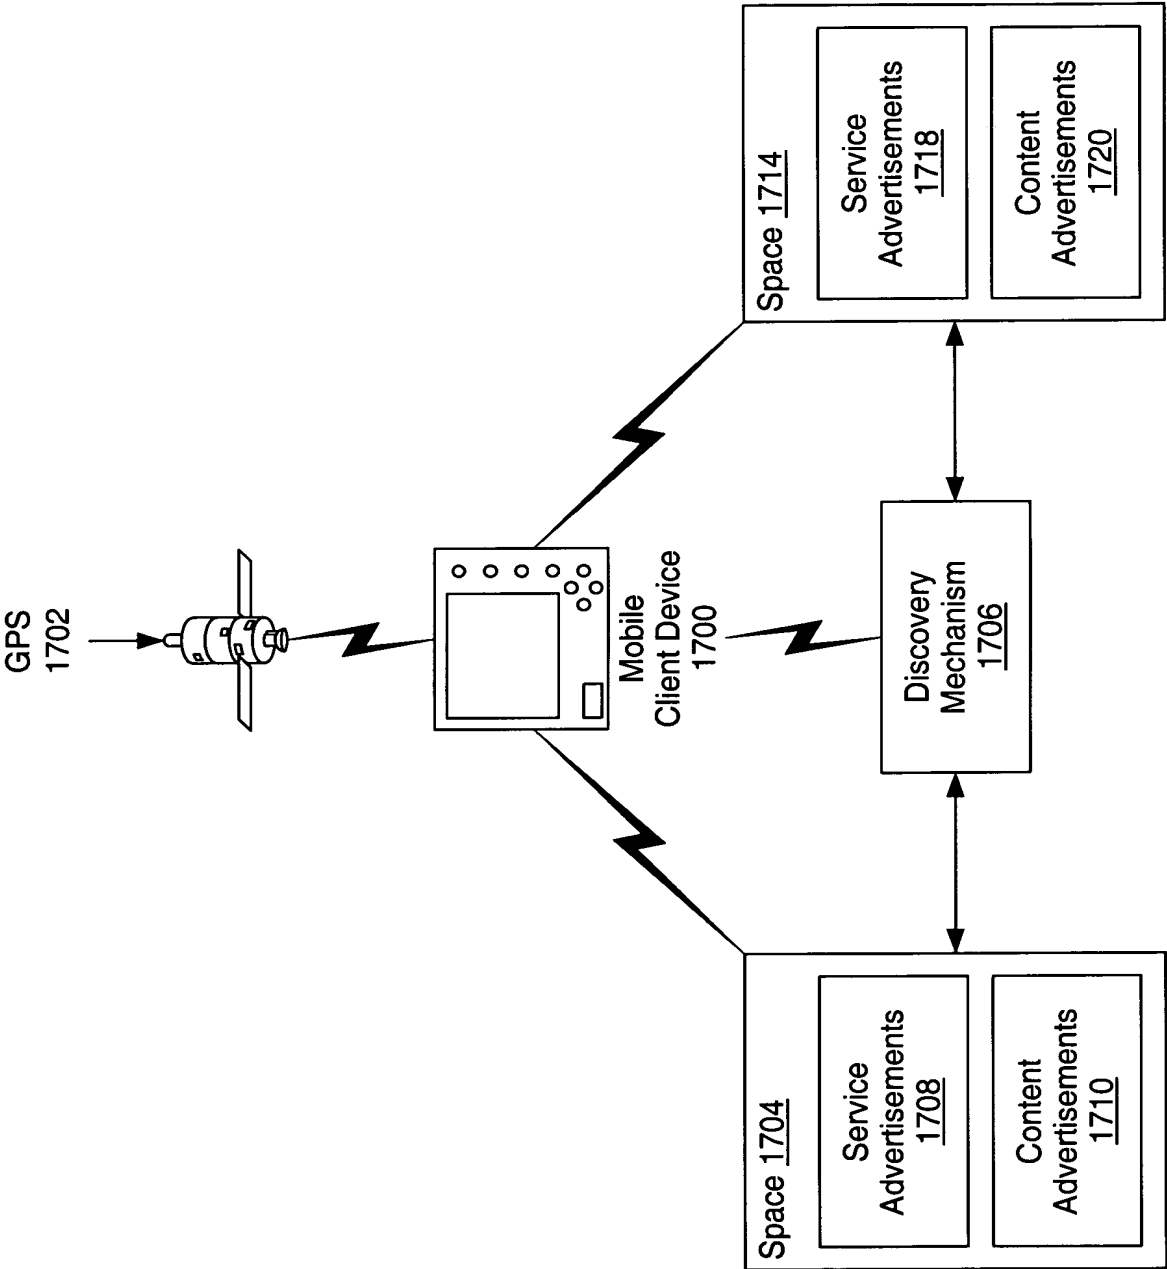 GPS
1702
Mobile
Client Device
1700
Discovery
Mechanism
1706
Space 1704
Service
Advertisements
1708
Content
Advertisements
1710
Space 1714
Service
Advertisements
1718
Content
Advertisements
1720